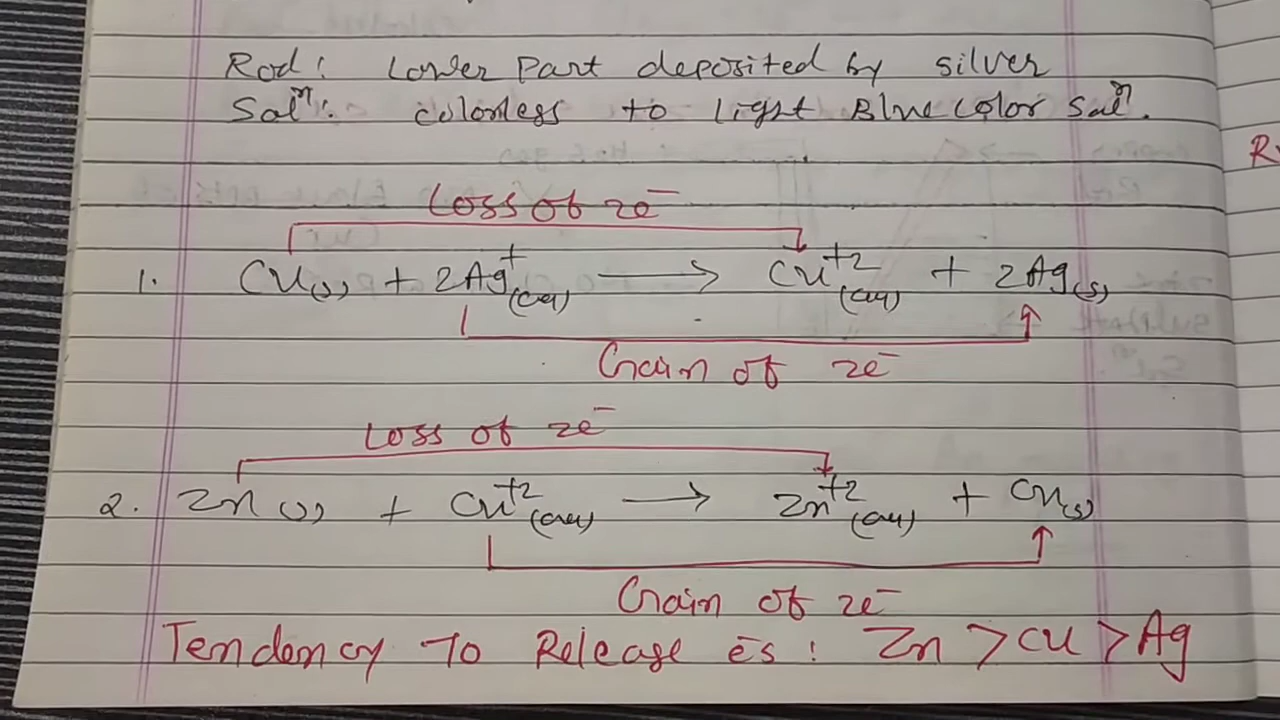 Rod: Lower Part deposited by silver
Solⁿ: colorless to Light Blue color Solⁿ.
Loss of 2e⁻
1. Cu(s) + 2Ag⁺(aq) ⟶ Cu⁺²(aq) + 2Ag(s)
Gain of 2e⁻
Loss of 2e⁻
2. Zn(s) + Cu⁺²(aq) ⟶ Zn⁺²(aq) + Cu(s)
Gain of 2e⁻
Tendency To Release e⁻s: Zn > Cu > Ag